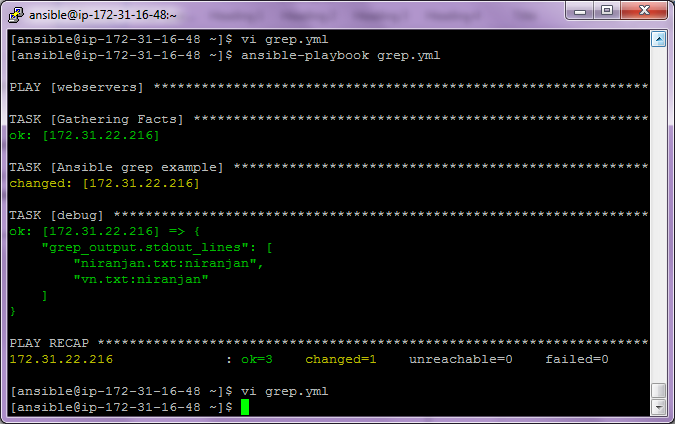 ansible@ip-172-31-16-48:~
[ansible@ip-172-31-16-48 ~]$ vi grep.yml
[ansible@ip-172-31-16-48 ~]$ ansible-playbook grep.yml
PLAY [webservers] **************************************************************
TASK [Gathering Facts] *********************************************************
ok: [172.31.22.216]
TASK [Ansible grep example] ****************************************************
changed: [172.31.22.216]
TASK [debug] *******************************************************************
ok: [172.31.22.216] => {
    "grep_output.stdout_lines": [
        "niranjan.txt:niranjan",
        "vn.txt:niranjan"
    ]
}
PLAY RECAP *********************************************************************
172.31.22.216              : ok=3    changed=1    unreachable=0    failed=0
[ansible@ip-172-31-16-48 ~]$ vi grep.yml
[ansible@ip-172-31-16-48 ~]$